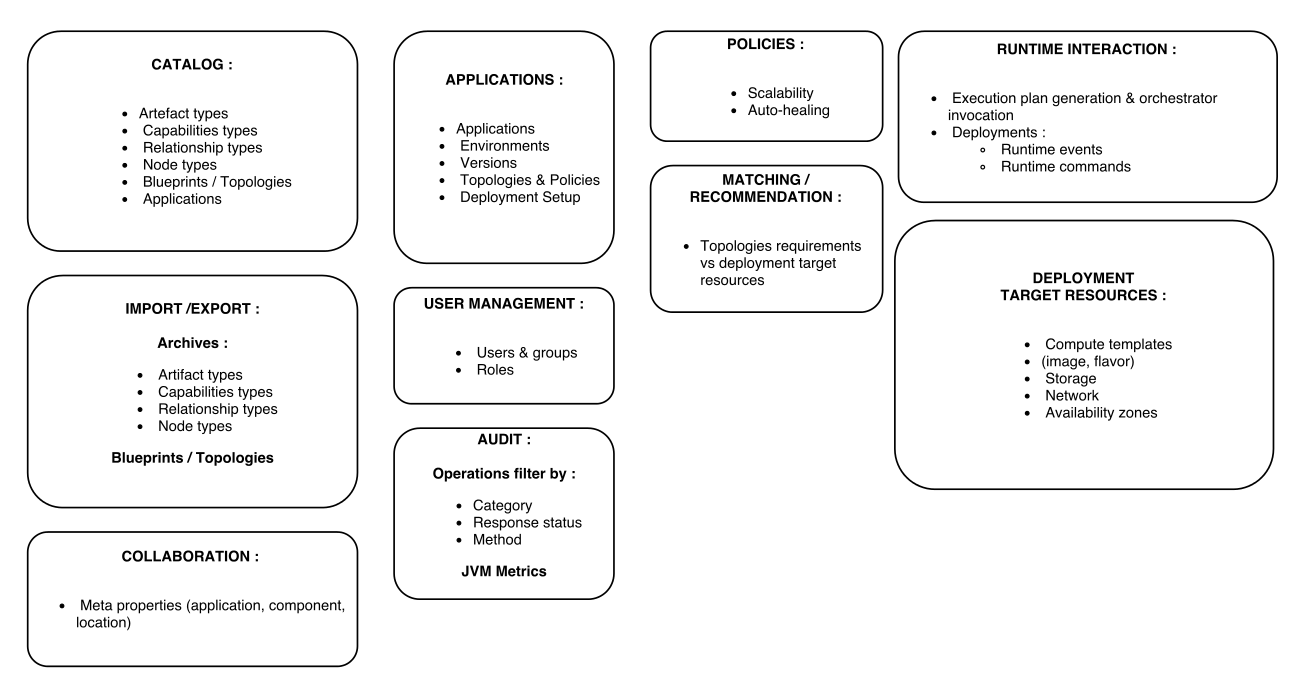 CATALOG :
• Artefact types
• Capabilities types
• Relationship types
• Node types
• Blueprints / Topologies
• Applications
IMPORT /EXPORT :
Archives :
• Artifact types
• Capabilities types
• Relationship types
• Node types
Blueprints / Topologies
COLLABORATION :
• Meta properties (application, component,
location)
APPLICATIONS :
• Applications
• Environments
• Versions
• Topologies & Policies
• Deployment Setup
USER MANAGEMENT :
• Users & groups
• Roles
AUDIT :
Operations filter by :
• Category
• Response status
• Method
JVM Metrics
POLICIES :
• Scalability
• Auto-healing
MATCHING /
RECOMMENDATION :
• Topologies requirements
vs deployment target
resources
RUNTIME INTERACTION :
• Execution plan generation & orchestrator
invocation
• Deployments :
∘ Runtime events
∘ Runtime commands
DEPLOYMENT
TARGET RESOURCES :
• Compute templates
• (image, flavor)
• Storage
• Network
• Availability zones